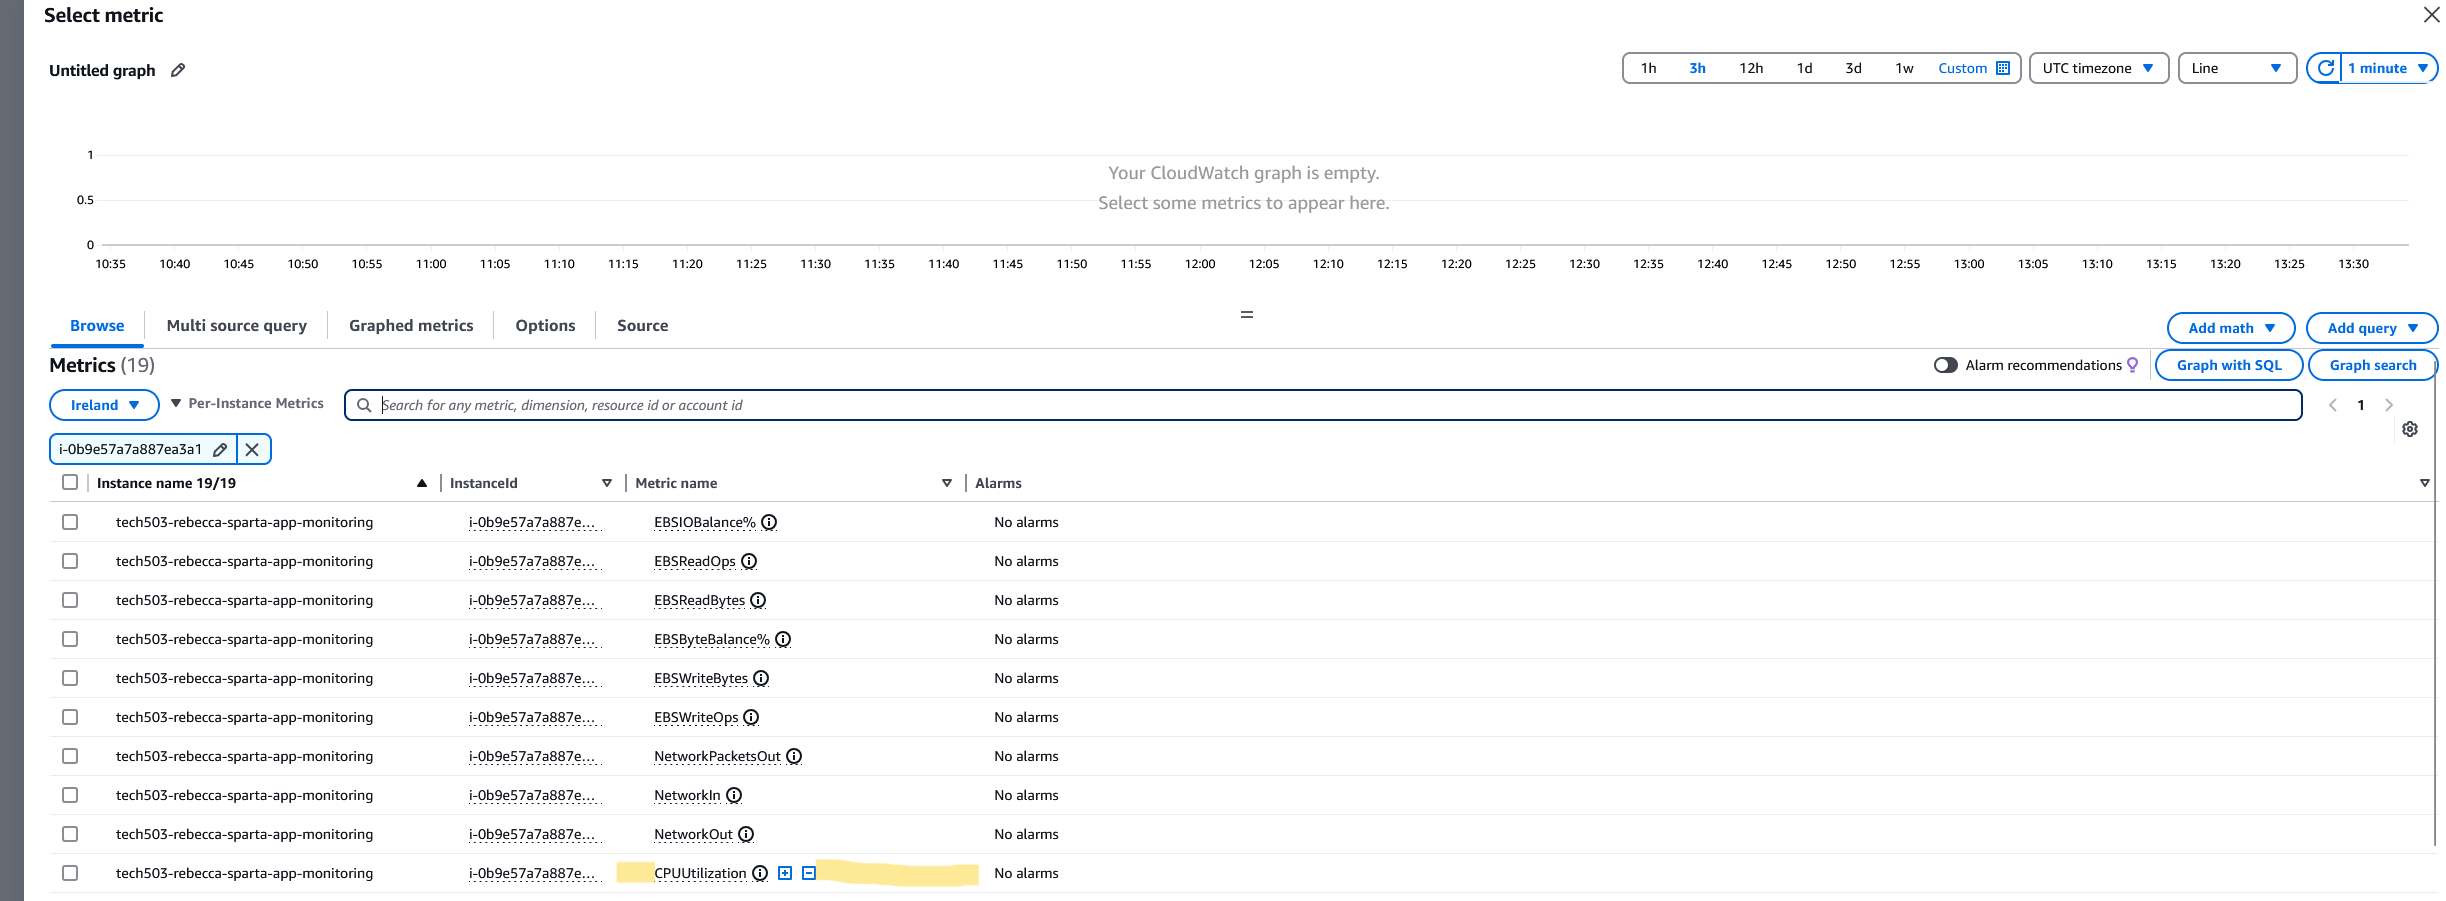 Select metric
Untitled graph
1h 3h 12h 1d 3d 1w Custom UTC timezone Line 1 minute
1
0.5
0
Your CloudWatch graph is empty.
Select some metrics to appear here.
10:35 10:40 10:45 10:50 10:55 11:00 11:05 11:10 11:15 11:20 11:25 11:30 11:35 11:40 11:45 11:50 11:55 12:00 12:05 12:10 12:15 12:20 12:25 12:30 12:35 12:40 12:45 12:50 12:55 13:00 13:05 13:10 13:15 13:20 13:25 13:30
Browse Multi source query Graphed metrics Options Source Add math Add query
Metrics (19) Alarm recommendations Graph with SQL Graph search
Ireland Per-Instance Metrics Search for any metric, dimension, resource id or account id 1
i-0b9e57a7a887ea3a1
Instance name 19/19 InstanceId Metric name Alarms
tech503-rebecca-sparta-app-monitoring i-0b9e57a7a887e... EBSIOBalance% No alarms
tech503-rebecca-sparta-app-monitoring i-0b9e57a7a887e... EBSReadOps No alarms
tech503-rebecca-sparta-app-monitoring i-0b9e57a7a887e... EBSReadBytes No alarms
tech503-rebecca-sparta-app-monitoring i-0b9e57a7a887e... EBSByteBalance% No alarms
tech503-rebecca-sparta-app-monitoring i-0b9e57a7a887e... EBSWriteBytes No alarms
tech503-rebecca-sparta-app-monitoring i-0b9e57a7a887e... EBSWriteOps No alarms
tech503-rebecca-sparta-app-monitoring i-0b9e57a7a887e... NetworkPacketsOut No alarms
tech503-rebecca-sparta-app-monitoring i-0b9e57a7a887e... NetworkIn No alarms
tech503-rebecca-sparta-app-monitoring i-0b9e57a7a887e... NetworkOut No alarms
tech503-rebecca-sparta-app-monitoring i-0b9e57a7a887e... CPUUtilization No alarms